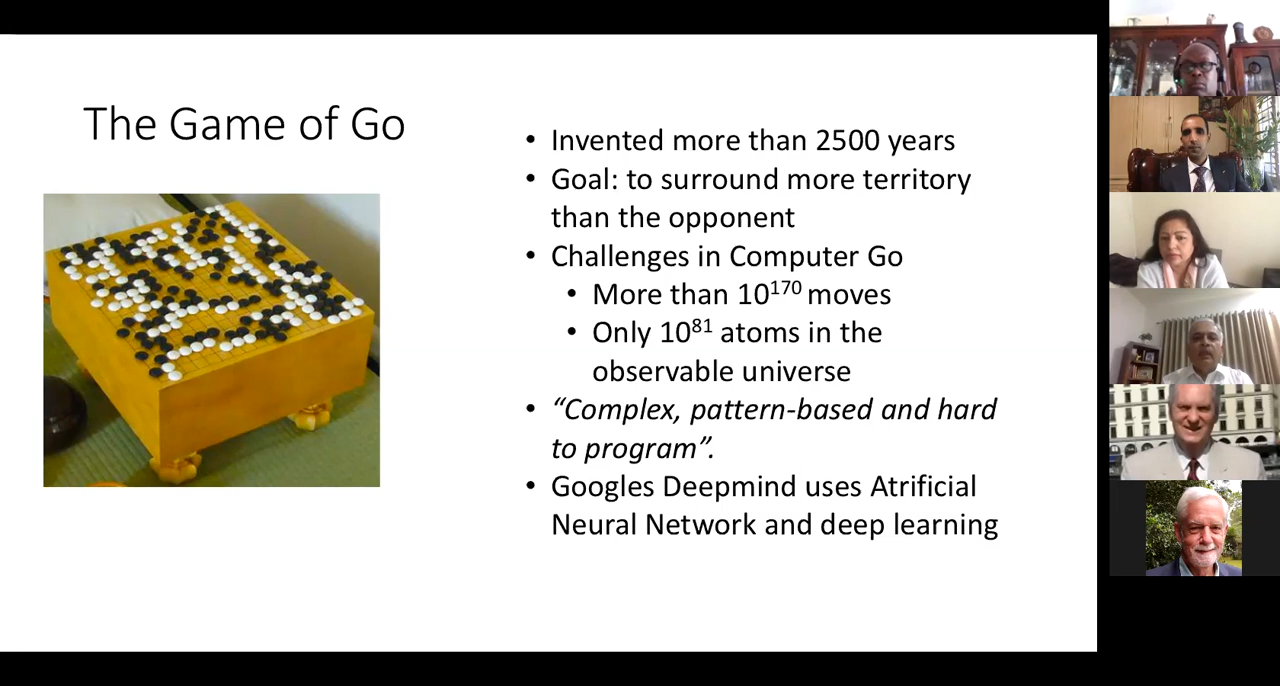 The Game of Go
• Invented more than 2500 years
• Goal: to surround more territory
than the opponent
• Challenges in Computer Go
• More than 10¹⁷⁰ moves
• Only 10⁸¹ atoms in the
observable universe
• “Complex, pattern-based and hard
to program”.
• Googles Deepmind uses Atrificial
Neural Network and deep learning